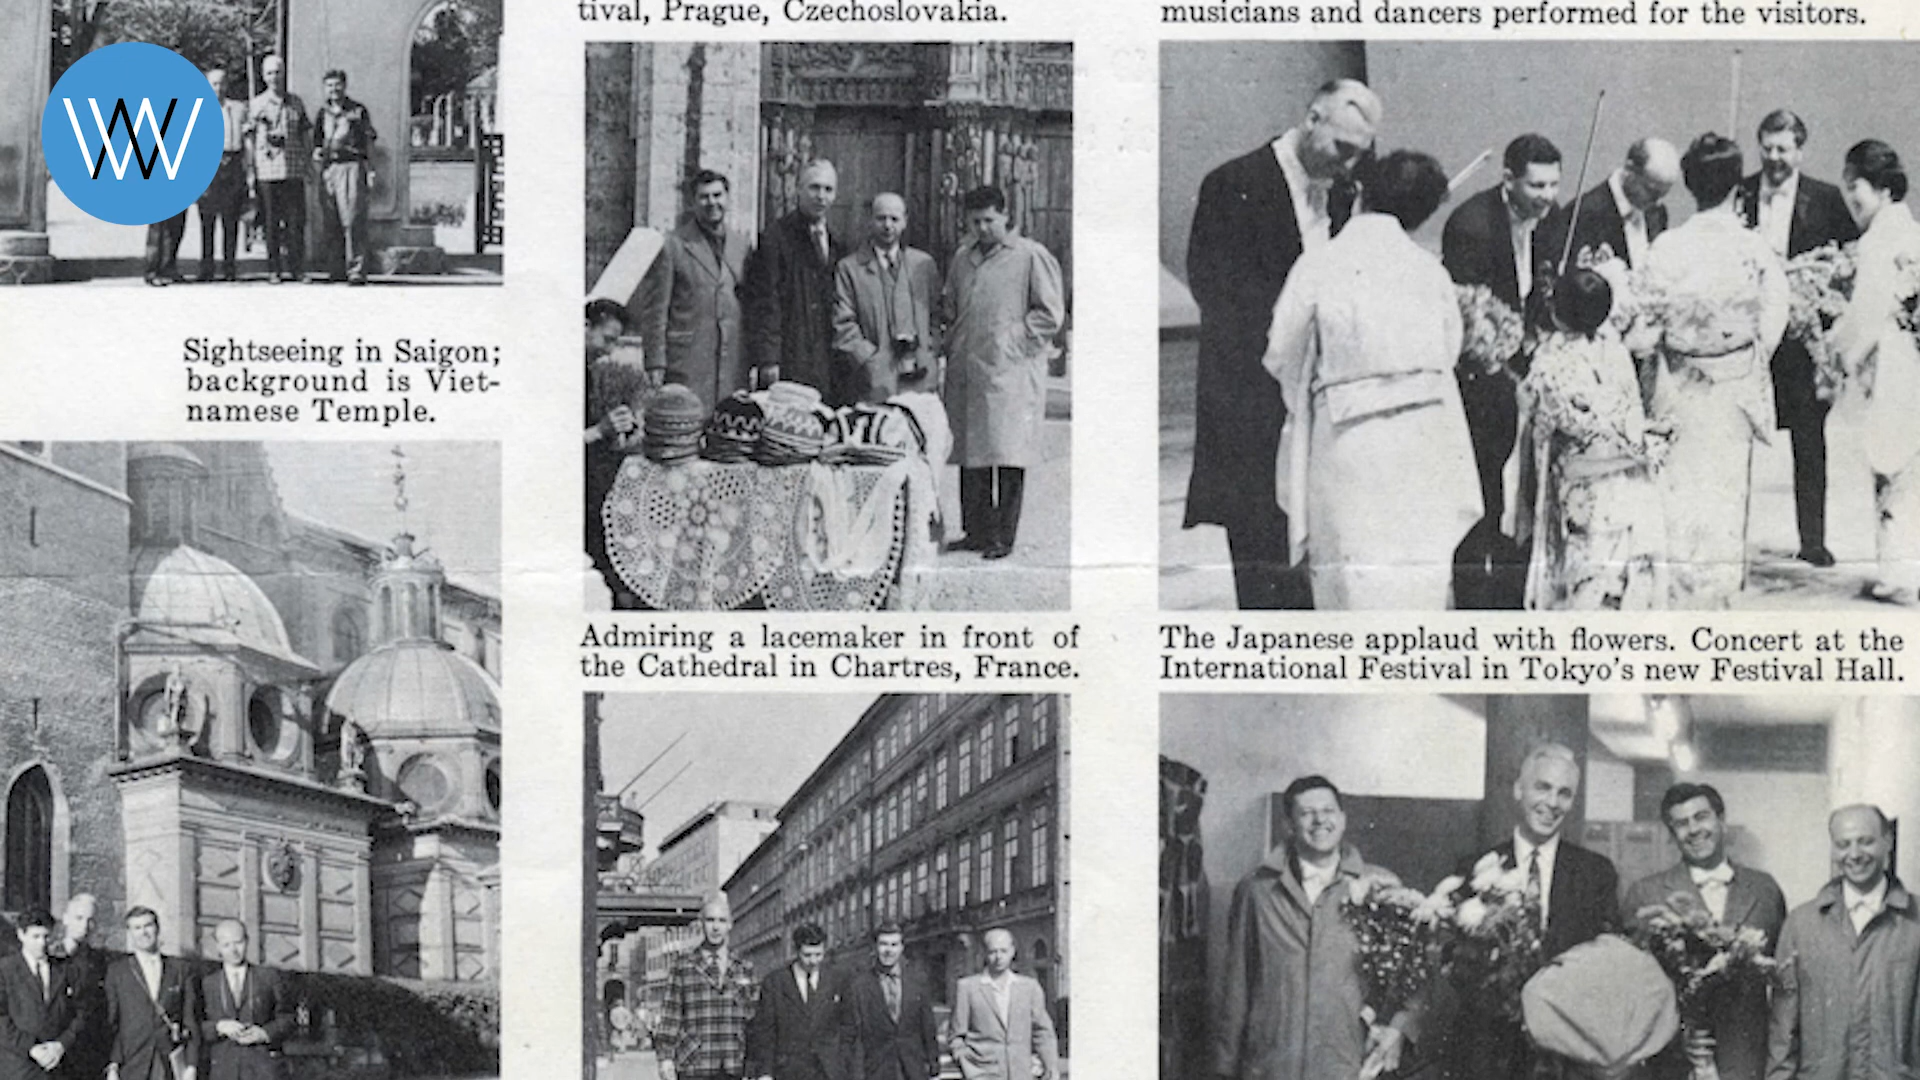 tival, Prague, Czechoslovakia.
musicians and dancers performed for the visitors.
W
Sightseeing in Saigon;
background is Viet-
namese Temple.
Admiring a lacemaker in front of
the Cathedral in Chartres, France.
The Japanese applaud with flowers. Concert at the
International Festival in Tokyo's new Festival Hall.